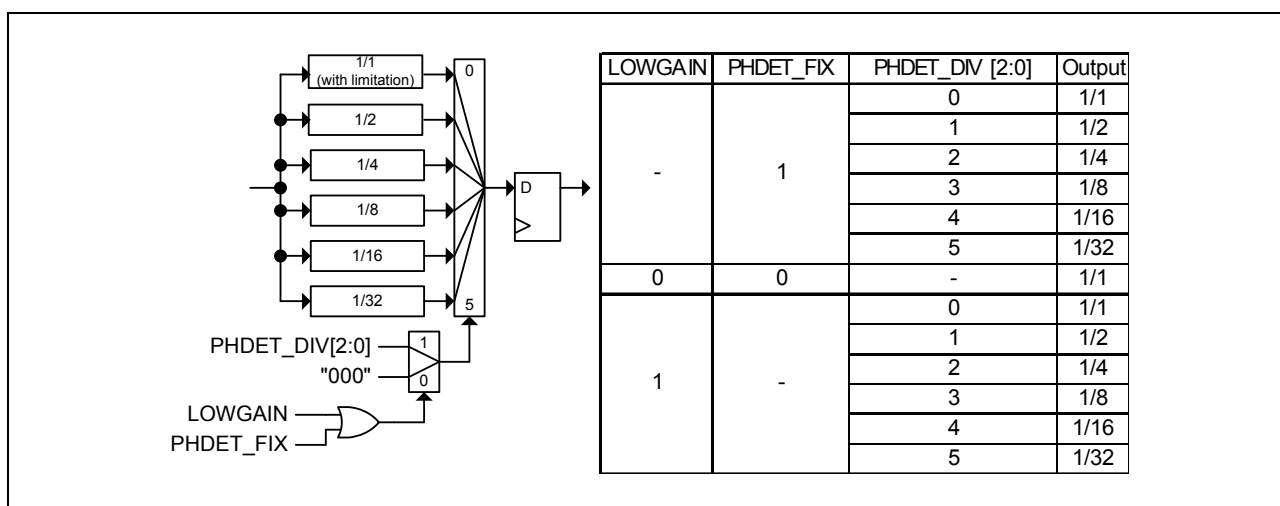 1/1
(with limitation)
1/2
1/4
1/8
1/16
1/32
0
5
D
PHDET_DIV[2:0]
"000"
1
0
LOWGAIN
PHDET_FIX
LOWGAIN PHDET_FIX PHDET_DIV [2:0] Output
- 1 0 1/1
1 1/2
2 1/4
3 1/8
4 1/16
5 1/32
0 0 - 1/1
1 - 0 1/1
1 1/2
2 1/4
3 1/8
4 1/16
5 1/32